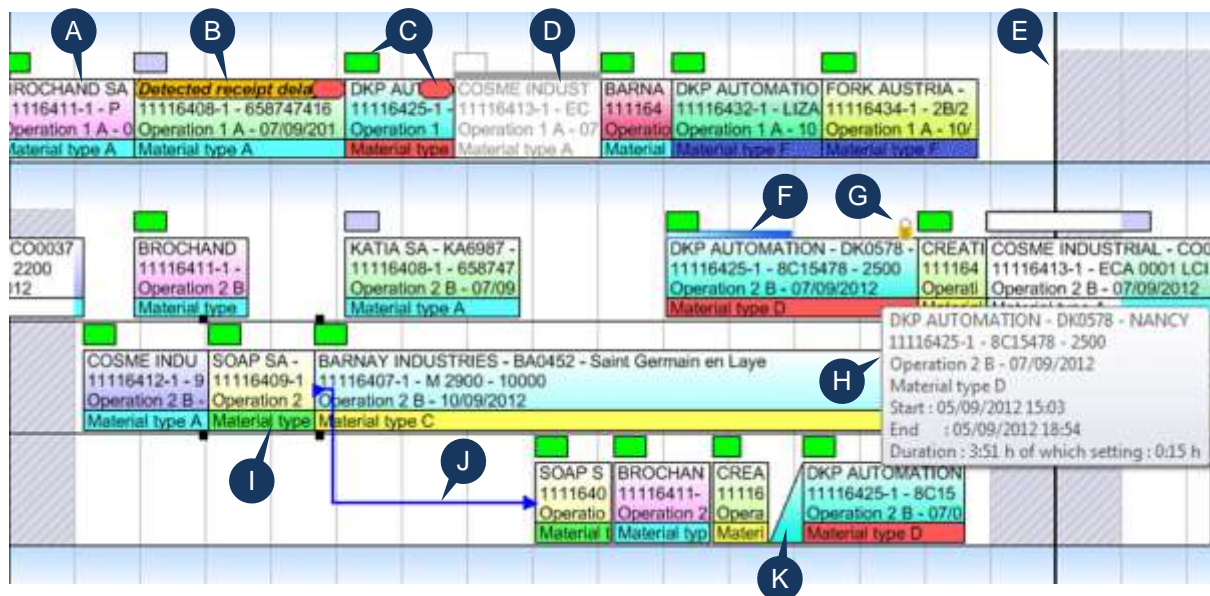 A
B
C
D
E
BROCHAND SA
11116411-1 - P
Operation 1 A - 0
Material type A
Detected receipt dela
11116408-1 - 658747416
Operation 1 A - 07/09/201
Material type A
DKP AUT
11116425-1 -
Operation 1
Material type
COSME INDUST
11116413-1 - EC
Operation 1 A - 07
Material type A
BARNA
111164
Operatio
Material
DKP AUTOMATIO
11116432-1 - LIZA
Operation 1 A - 10
Material type F
FORK AUSTRIA -
11116434-1 - 2B/2
Operation 1 A - 10/
Material type F
F
G
CO0037
2200
012
BROCHAND
11116411-1 -
Operation 2 B
Material type
KATIA SA - KA6987 -
11116408-1 - 658747
Operation 2 B - 07/09
Material type A
DKP AUTOMATION - DK0578 -
11116425-1 - 8C15478 - 2500
Operation 2 B - 07/09/2012
Material type D
CREATI
111164
Operati
COSME INDUSTRIAL - CO0
11116413-1 - ECA 0001 LCI
Operation 2 B - 07/09/2012
COSME INDU
11116412-1 - 9
Operation 2 B -
Material type A
SOAP SA -
11116409-1
Operation 2
Material type
BARNAY INDUSTRIES - BA0452 - Saint Germain en Laye
11116407-1 - M 2900 - 10000
Operation 2 B - 10/09/2012
Material type C
H
DKP AUTOMATION - DK0578 - NANCY
11116425-1 - 8C15478 - 2500
Operation 2 B - 07/09/2012
Material type D
Start : 05/09/2012 15:03
End : 05/09/2012 18:54
Duration : 3:51 h of which setting : 0:15 h
I
J
SOAP S
1111640
Operatio
Material t
BROCHAN
11116411-
Operation 2
Material typ
CREA
11116
Opera
Materi
DKP AUTOMATION
11116425-1 - 8C15
Operation 2 B - 07/0
Material type D
K